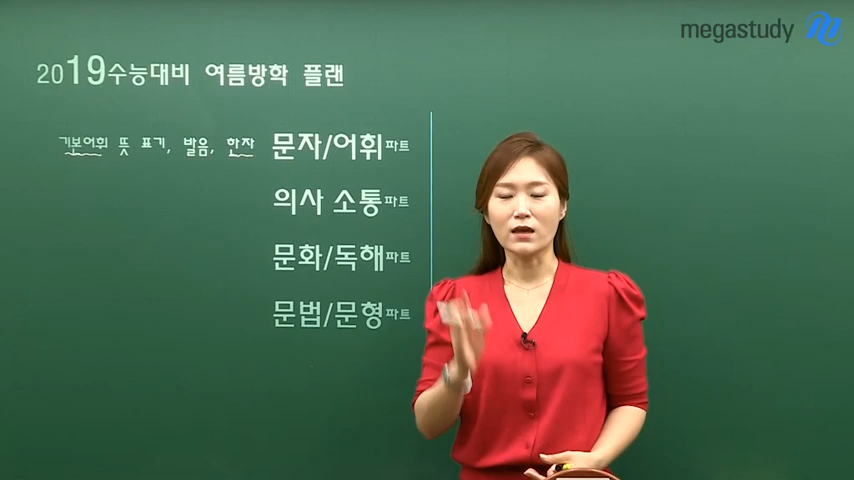 megastudy
2019수능대비 여름방학 플랜
기보어휘 뜻 표기, 발음, 한자 문자/어휘파트
의사 소통파트
문화/독해파트
문법/문형파트